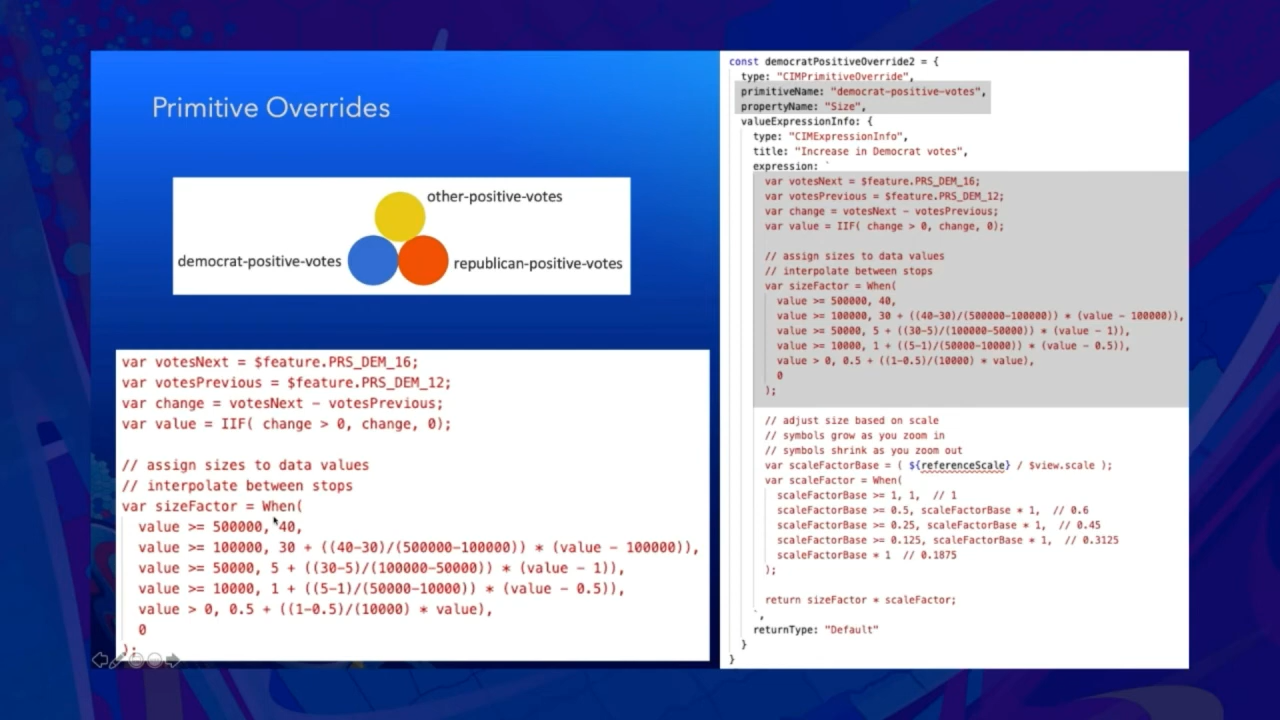 Primitive Overrides
other-positive-votes
democrat-positive-votes
republican-positive-votes
var votesNext = $feature.PRS_DEM_16;
var votesPrevious = $feature.PRS_DEM_12;
var change = votesNext - votesPrevious;
var value = IIF( change > 0, change, 0);
// assign sizes to data values
// interpolate between stops
var sizeFactor = When(
value >= 500000, 40,
value >= 100000, 30 + ((40-30)/(500000-100000)) * (value - 100000)),
value >= 50000, 5 + ((30-5)/(100000-50000)) * (value - 1)),
value >= 10000, 1 + ((5-1)/(50000-10000)) * (value - 0.5)),
value > 0, 0.5 + ((1-0.5)/(10000) * value),
0
);
const democratPositiveOverride2 = {
type: "CIMPrimitiveOverride",
primitiveName: "democrat-positive-votes",
propertyName: "Size",
valueExpressionInfo: {
type: "CIMExpressionInfo",
title: "Increase in Democrat votes",
expression: `
var votesNext = $feature.PRS_DEM_16;
var votesPrevious = $feature.PRS_DEM_12;
var change = votesNext - votesPrevious;
var value = IIF( change > 0, change, 0);
// assign sizes to data values
// interpolate between stops
var sizeFactor = When(
value >= 500000, 40,
value >= 100000, 30 + ((40-30)/(500000-100000)) * (value - 100000)),
value >= 50000, 5 + ((30-5)/(100000-50000)) * (value - 1)),
value >= 10000, 1 + ((5-1)/(50000-10000)) * (value - 0.5)),
value > 0, 0.5 + ((1-0.5)/(10000) * value),
0
);
// adjust size based on scale
// symbols grow as you zoom in
// symbols shrink as you zoom out
var scaleFactorBase = ( ${referenceScale} / $view.scale );
var scaleFactor = When(
scaleFactorBase >= 1, 1, // 1
scaleFactorBase >= 0.5, scaleFactorBase * 1, // 0.6
scaleFactorBase >= 0.25, scaleFactorBase * 1, // 0.45
scaleFactorBase >= 0.125, scaleFactorBase * 1, // 0.3125
scaleFactorBase * 1 // 0.1875
);
return sizeFactor * scaleFactor;
`,
returnType: "Default"
}
}